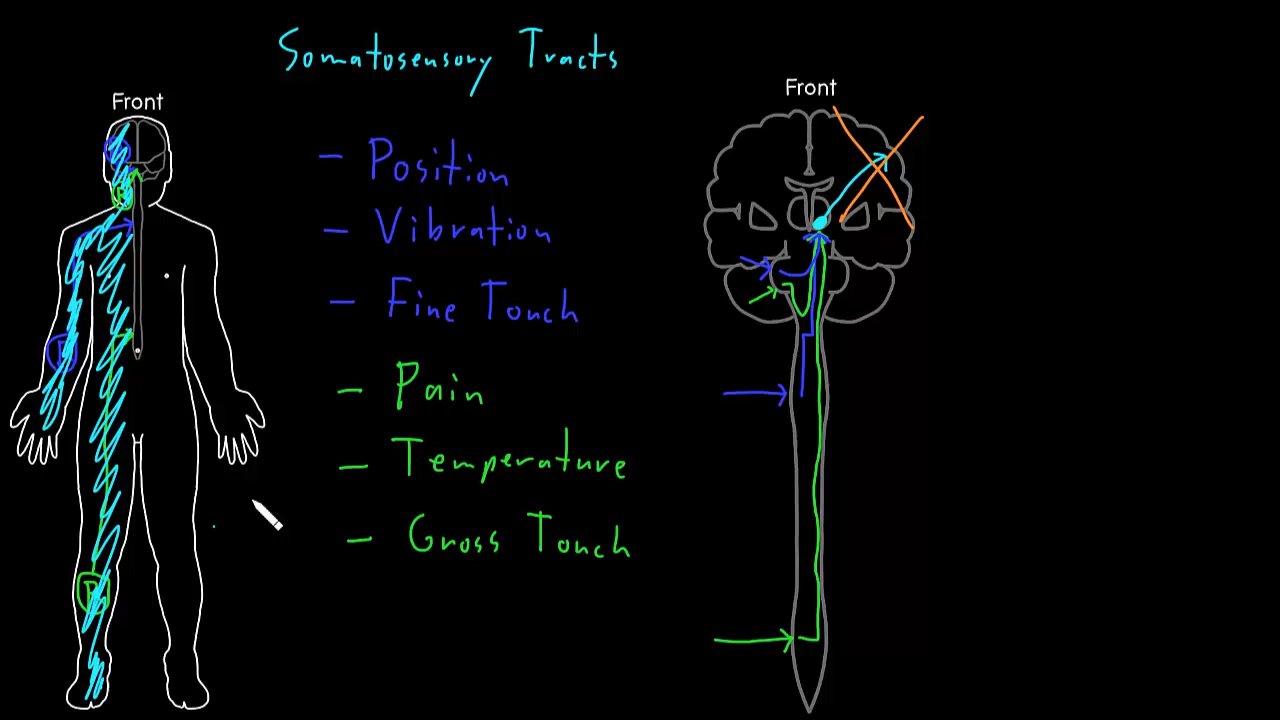 Somatosensory Tracts
Front
Front
- Position
- Vibration
- Fine Touch
- Pain
- Temperature
- Gross Touch
P
P